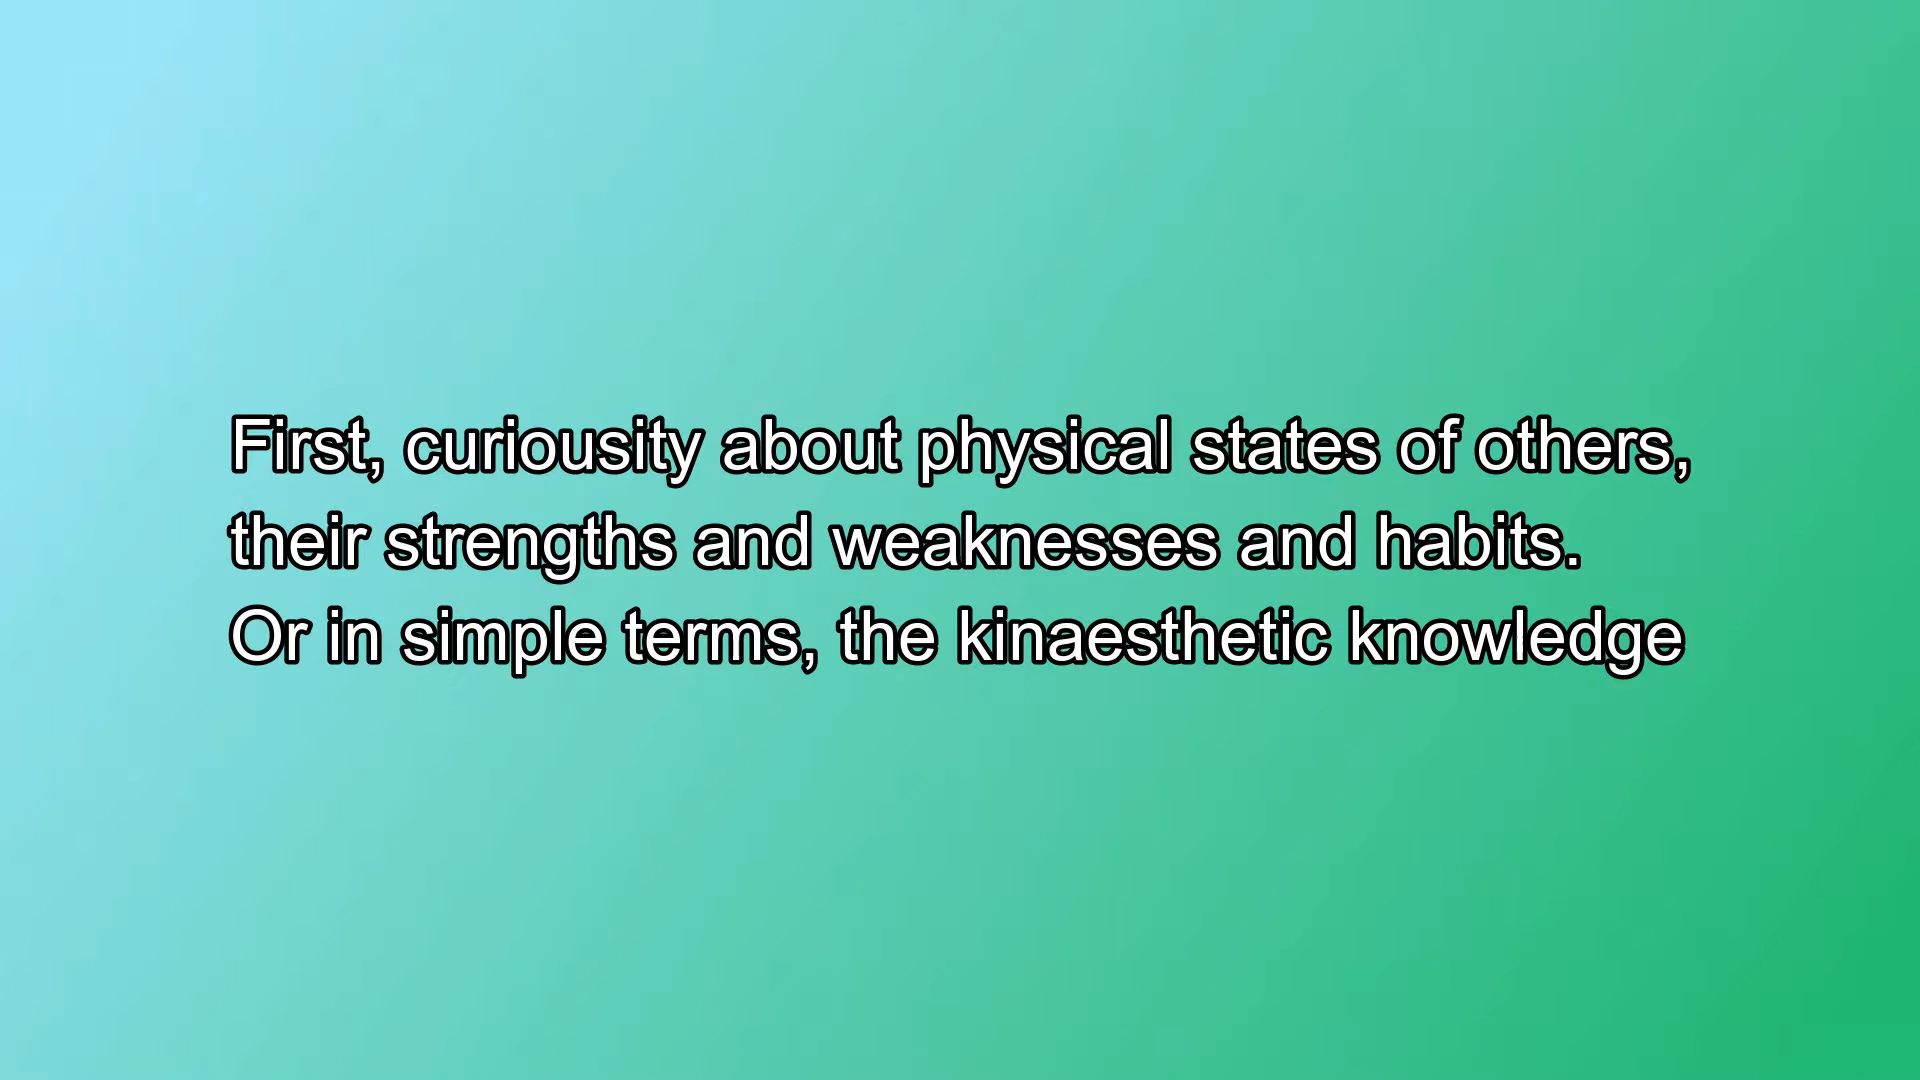 First, curiousity about physical states of others,
their strengths and weaknesses and habits.
Or in simple terms, the kinaesthetic knowledge